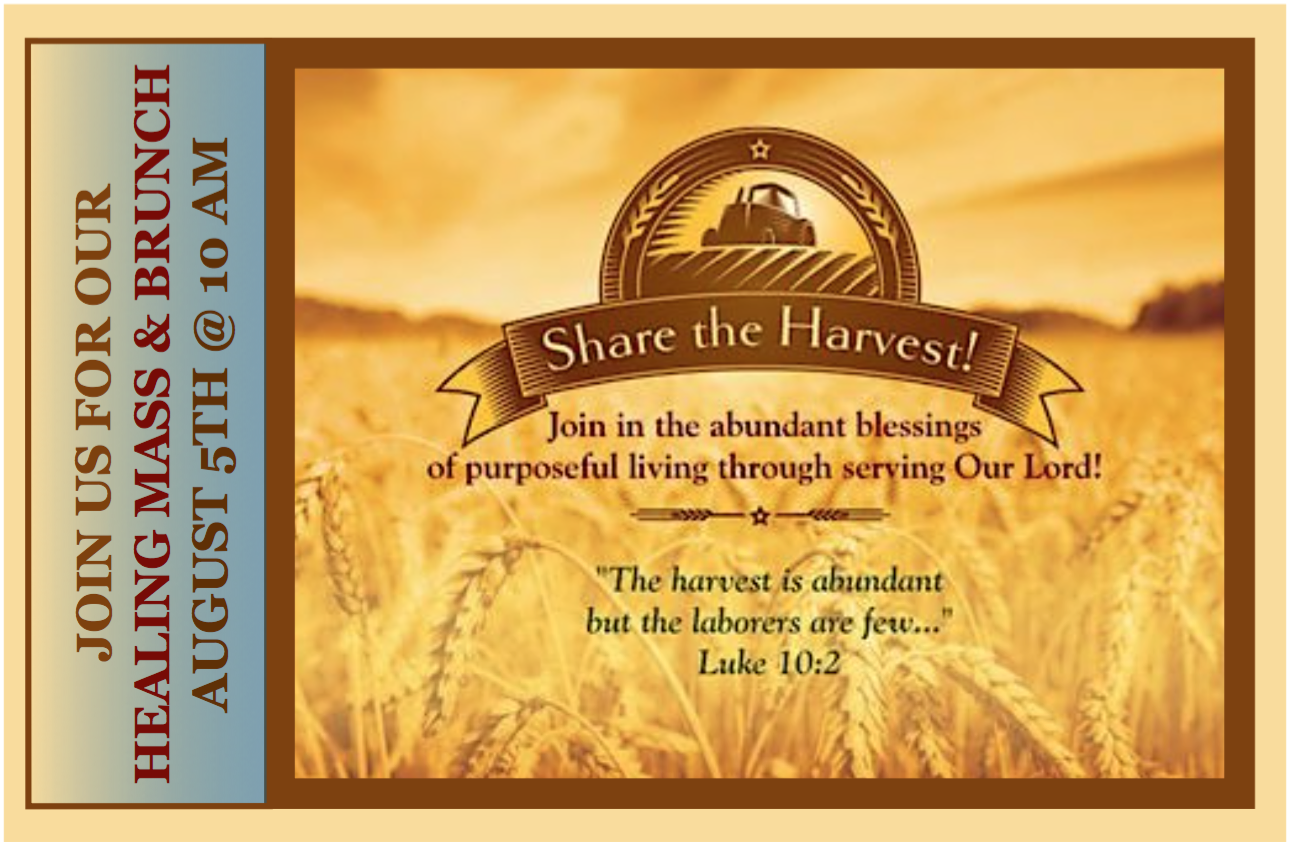 JOIN US FOR OUR
HEALING MASS & BRUNCH
AUGUST 5TH @ 10 AM
Share the Harvest!
Join in the abundant blessings
of purposeful living through serving Our Lord!
"The harvest is abundant
but the laborers are few..."
Luke 10:2